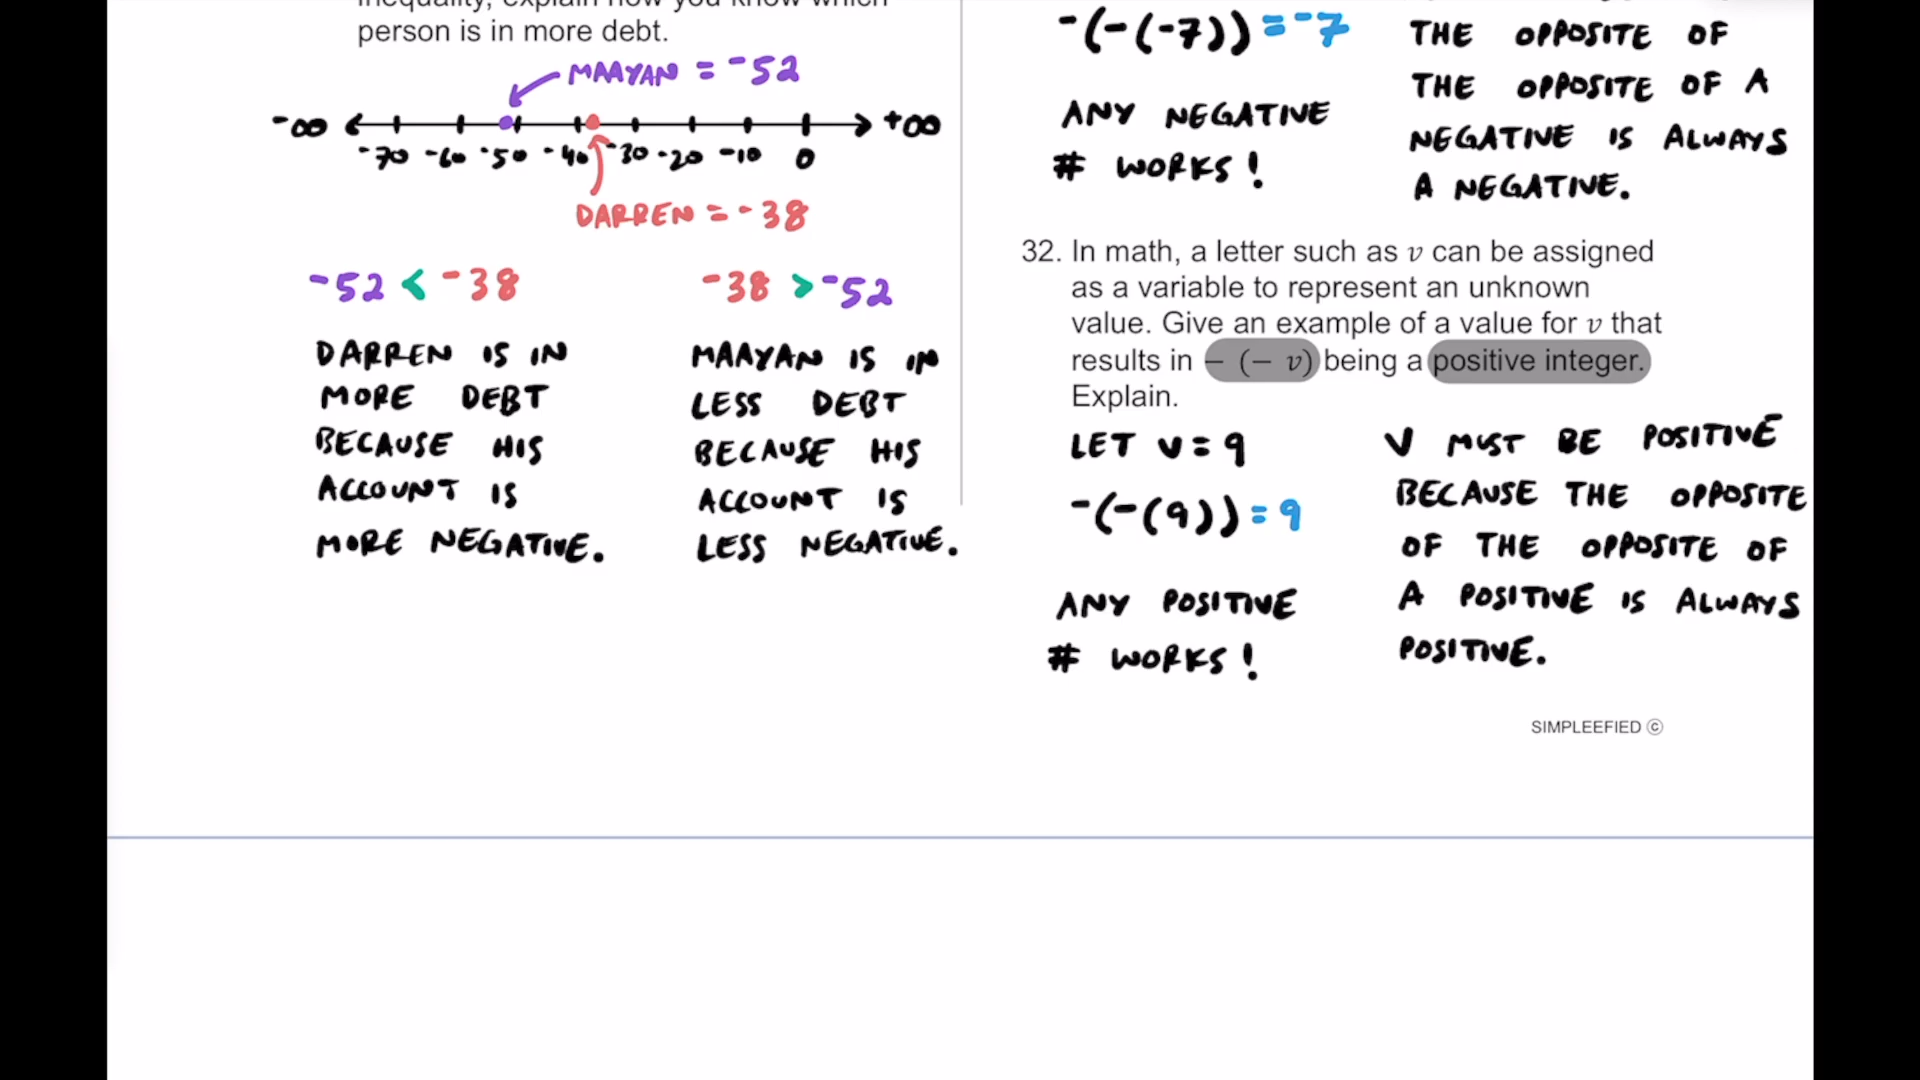 person is in more debt.
MAAYAN = -52
-∞ +∞
-70 -60 -50 -40 -30 -20 -10 0
DARREN = -38
-52 < -38
-38 > -52
DARREN IS IN
MORE DEBT
BECAUSE HIS
ACCOUNT IS
MORE NEGATIVE.
MAAYAN IS IN
LESS DEBT
BECAUSE HIS
ACCOUNT IS
LESS NEGATIVE.
-(-(-7)) = -7
ANY NEGATIVE
# WORKS!
THE OPPOSITE OF
THE OPPOSITE OF A
NEGATIVE IS ALWAYS
A NEGATIVE.
32. In math, a letter such as v can be assigned
as a variable to represent an unknown
value. Give an example of a value for v that
results in – (– v) being a positive integer.
Explain.
LET V = 9
-(-(9)) = 9
ANY POSITIVE
# WORKS!
V MUST BE POSITIVE
BECAUSE THE OPPOSITE
OF THE OPPOSITE OF
A POSITIVE IS ALWAYS
POSITIVE.
SIMPLEEFIED ©